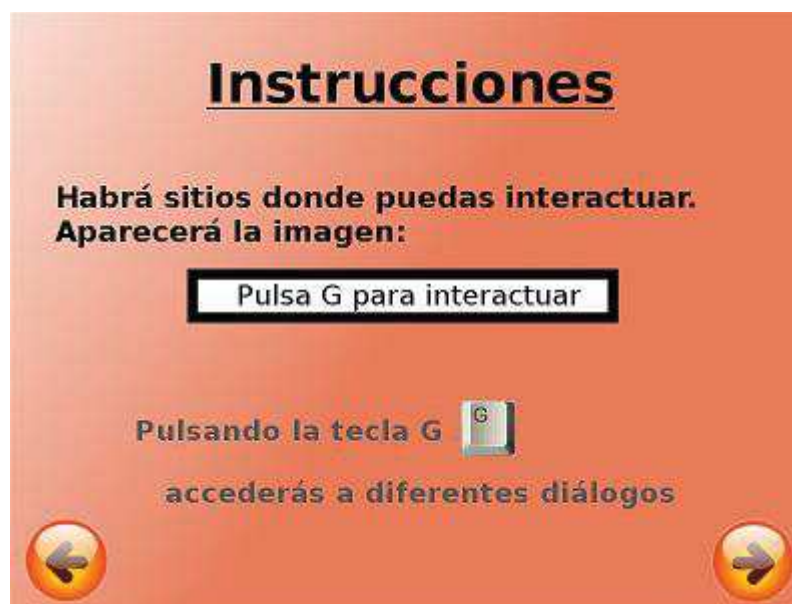 Instrucciones
Habrá sitios donde puedas interactuar.
Aparecerá la imagen:
Pulsa G para interactuar
Pulsando la tecla G G
accederás a diferentes diálogos